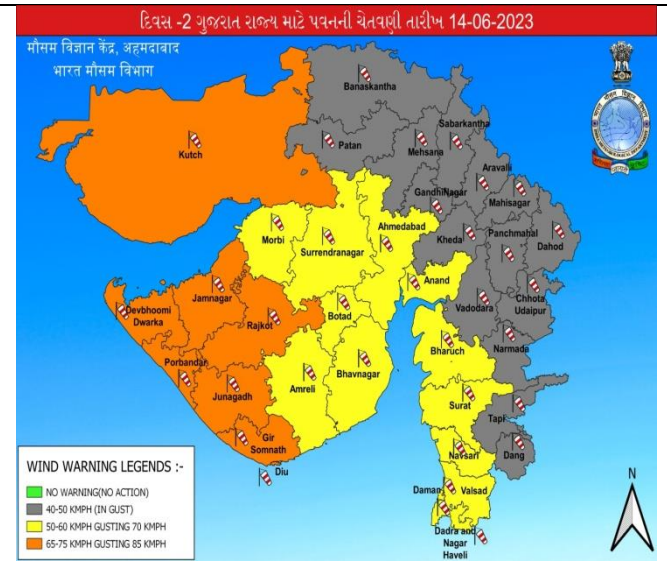 દિવસ -2 ગુજરાત રાજ્ય માટે પવનની ચેતવણી તારીખ 14-06-2023
मौसम विज्ञान केंद्र, अहमदाबाद
भारत मौसम विभाग
Banaskantha
Kutch
Patan
Mehsana
Sabarkantha
Aravalli
GandhiNagar
Mahisagar
Morbi
Surrendranagar
Ahmedabad
Kheda
Panchmahal
Dahod
Anand
Jamnagar
Devbhoomi
Dwarka
Rajkot
Botad
Vadodara
Chhota
Udaipur
Porbandar
Junagadh
Amreli
Bhavnagar
Bharuch
Narmada
Gir
Somnath
Surat
Tapi
Diu
Navsari
Dang
Daman
Valsad
Dadra and
Nagar
Haveli
WIND WARNING LEGENDS :-
NO WARNING(NO ACTION)
40-50 KMPH (IN GUST)
50-60 KMPH GUSTING 70 KMPH
65-75 KMPH GUSTING 85 KMPH
N